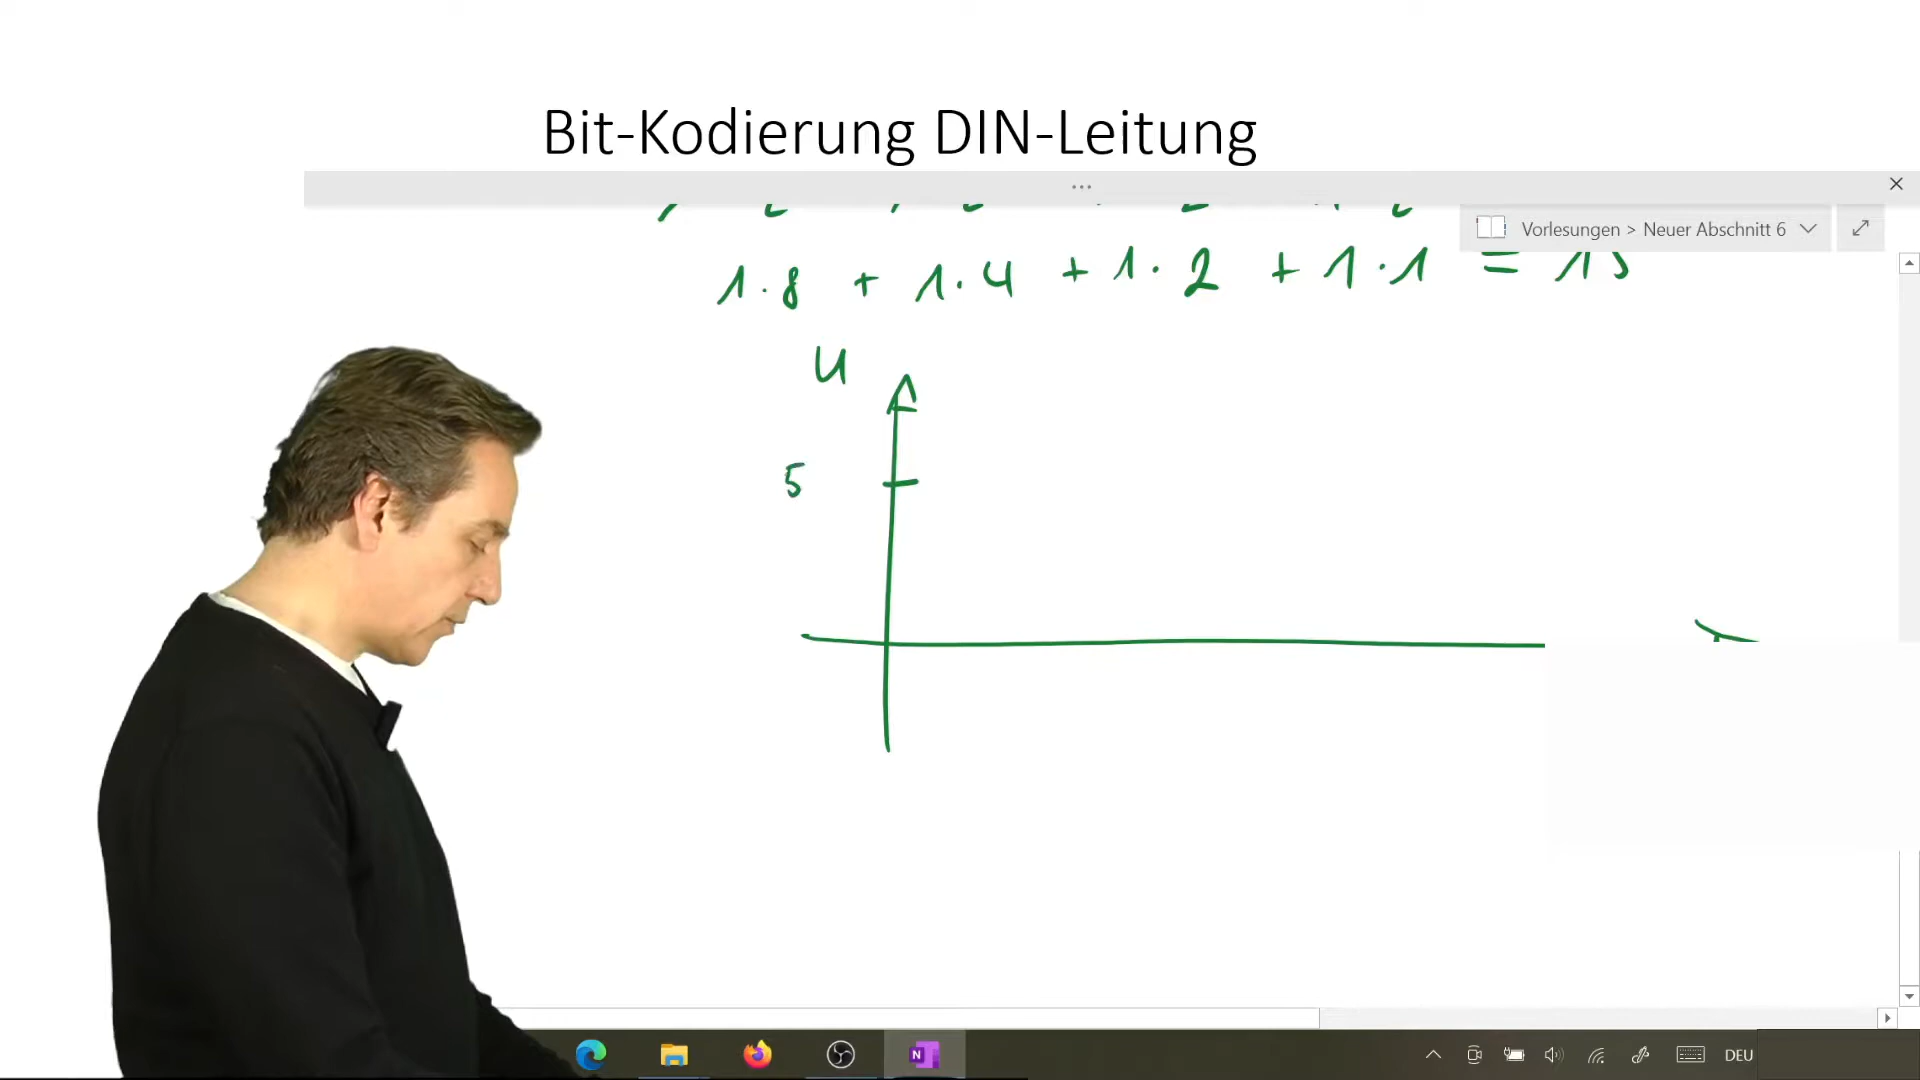 Bit-Kodierung DIN-Leitung
Vorlesungen > Neuer Abschnitt 6
1·8 + 1·4 + 1·2 + 1·1 = 15
U
5
DEU